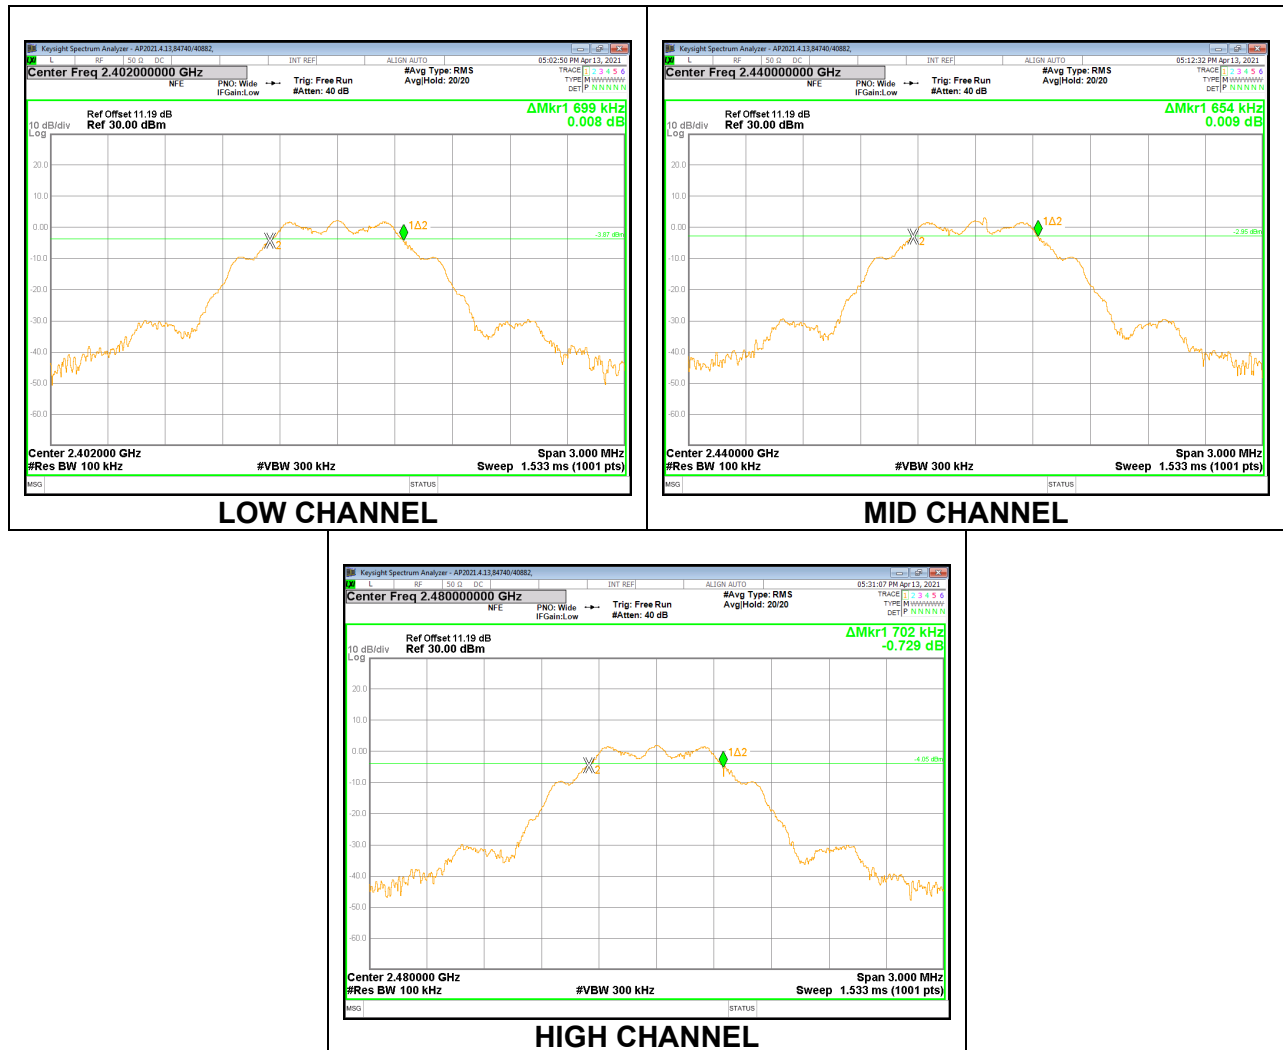 Keysight Spectrum Analyzer - AP2021.4.13,84740/40882,
L RF 50 Ω DC INT REF ALIGN AUTO 05:02:50 PM Apr 13, 2021
Center Freq 2.402000000 GHz
NFE PNO: Wide Trig: Free Run #Avg Type: RMS TRACE 1 2 3 4 5 6
IFGain:Low #Atten: 40 dB Avg|Hold: 20/20 TYPE M WWWWW
DET P N N N N N
ΔMkr1 699 kHz
0.008 dB
Ref Offset 11.19 dB
10 dB/div Ref 30.00 dBm
Log
20.0
10.0
0.00
-10.0
-20.0
-30.0
-40.0
-50.0
-60.0
1Δ2
2
-3.87 dBm
Center 2.402000 GHz Span 3.000 MHz
#Res BW 100 kHz #VBW 300 kHz Sweep 1.533 ms (1001 pts)
MSG STATUS
LOW CHANNEL
Keysight Spectrum Analyzer - AP2021.4.13,84740/40882,
L RF 50 Ω DC INT REF ALIGN AUTO 05:12:32 PM Apr 13, 2021
Center Freq 2.440000000 GHz
NFE PNO: Wide Trig: Free Run #Avg Type: RMS TRACE 1 2 3 4 5 6
IFGain:Low #Atten: 40 dB Avg|Hold: 20/20 TYPE M WWWWW
DET P N N N N N
ΔMkr1 654 kHz
0.009 dB
Ref Offset 11.19 dB
10 dB/div Ref 30.00 dBm
Log
20.0
10.0
0.00
-10.0
-20.0
-30.0
-40.0
-50.0
-60.0
1Δ2
2
-2.95 dBm
Center 2.440000 GHz Span 3.000 MHz
#Res BW 100 kHz #VBW 300 kHz Sweep 1.533 ms (1001 pts)
MSG STATUS
MID CHANNEL
Keysight Spectrum Analyzer - AP2021.4.13,84740/40882,
L RF 50 Ω DC INT REF ALIGN AUTO 05:31:07 PM Apr 13, 2021
Center Freq 2.480000000 GHz
NFE PNO: Wide Trig: Free Run #Avg Type: RMS TRACE 1 2 3 4 5 6
IFGain:Low #Atten: 40 dB Avg|Hold: 20/20 TYPE M WWWWW
DET P N N N N N
ΔMkr1 702 kHz
-0.729 dB
Ref Offset 11.19 dB
10 dB/div Ref 30.00 dBm
Log
20.0
10.0
0.00
-10.0
-20.0
-30.0
-40.0
-50.0
-60.0
1Δ2
2
Center 2.480000 GHz Span 3.000 MHz
#Res BW 100 kHz #VBW 300 kHz Sweep 1.533 ms (1001 pts)
MSG STATUS
HIGH CHANNEL